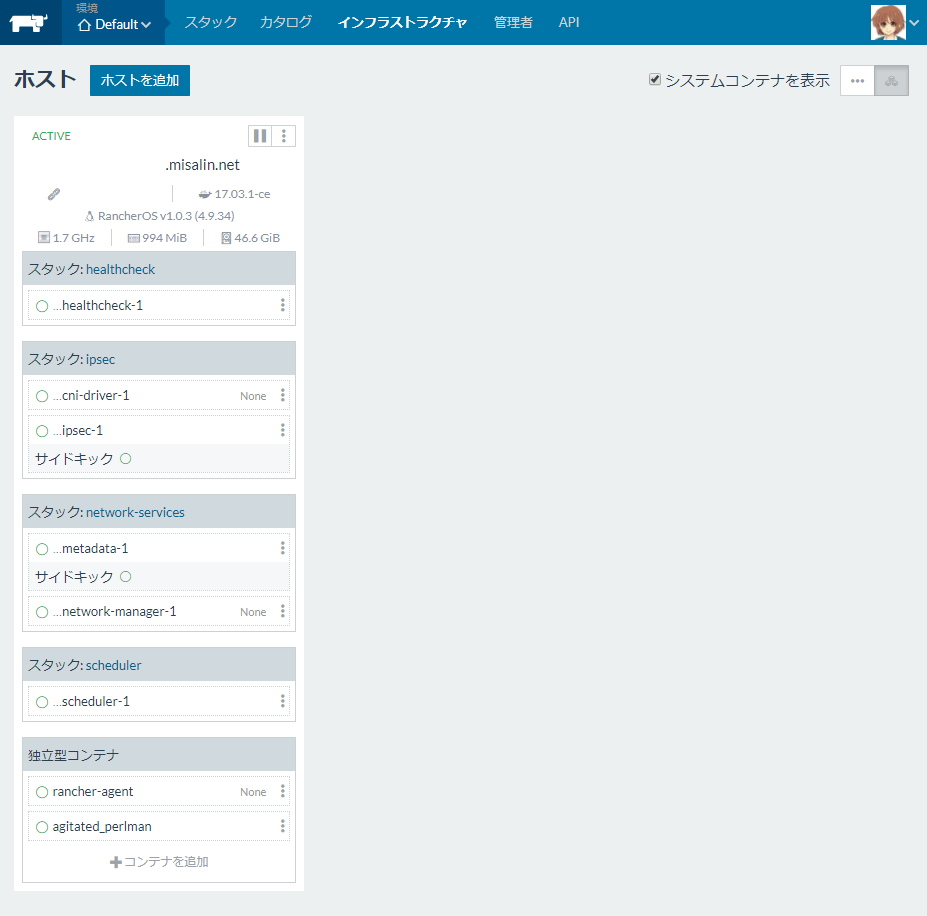 環境
Default
スタック カタログ インフラストラクチャ 管理者 API
ホスト ホストを追加 システムコンテナを表示
ACTIVE
.misalin.net
17.03.1-ce
RancherOS v1.0.3 (4.9.34)
1.7 GHz 994 MiB 46.6 GiB
スタック: healthcheck
...healthcheck-1
スタック: ipsec
...cni-driver-1 None
...ipsec-1
サイドキック
スタック: network-services
...metadata-1
サイドキック
...network-manager-1 None
スタック: scheduler
...scheduler-1
独立型コンテナ
rancher-agent None
agitated_perlman
コンテナを追加